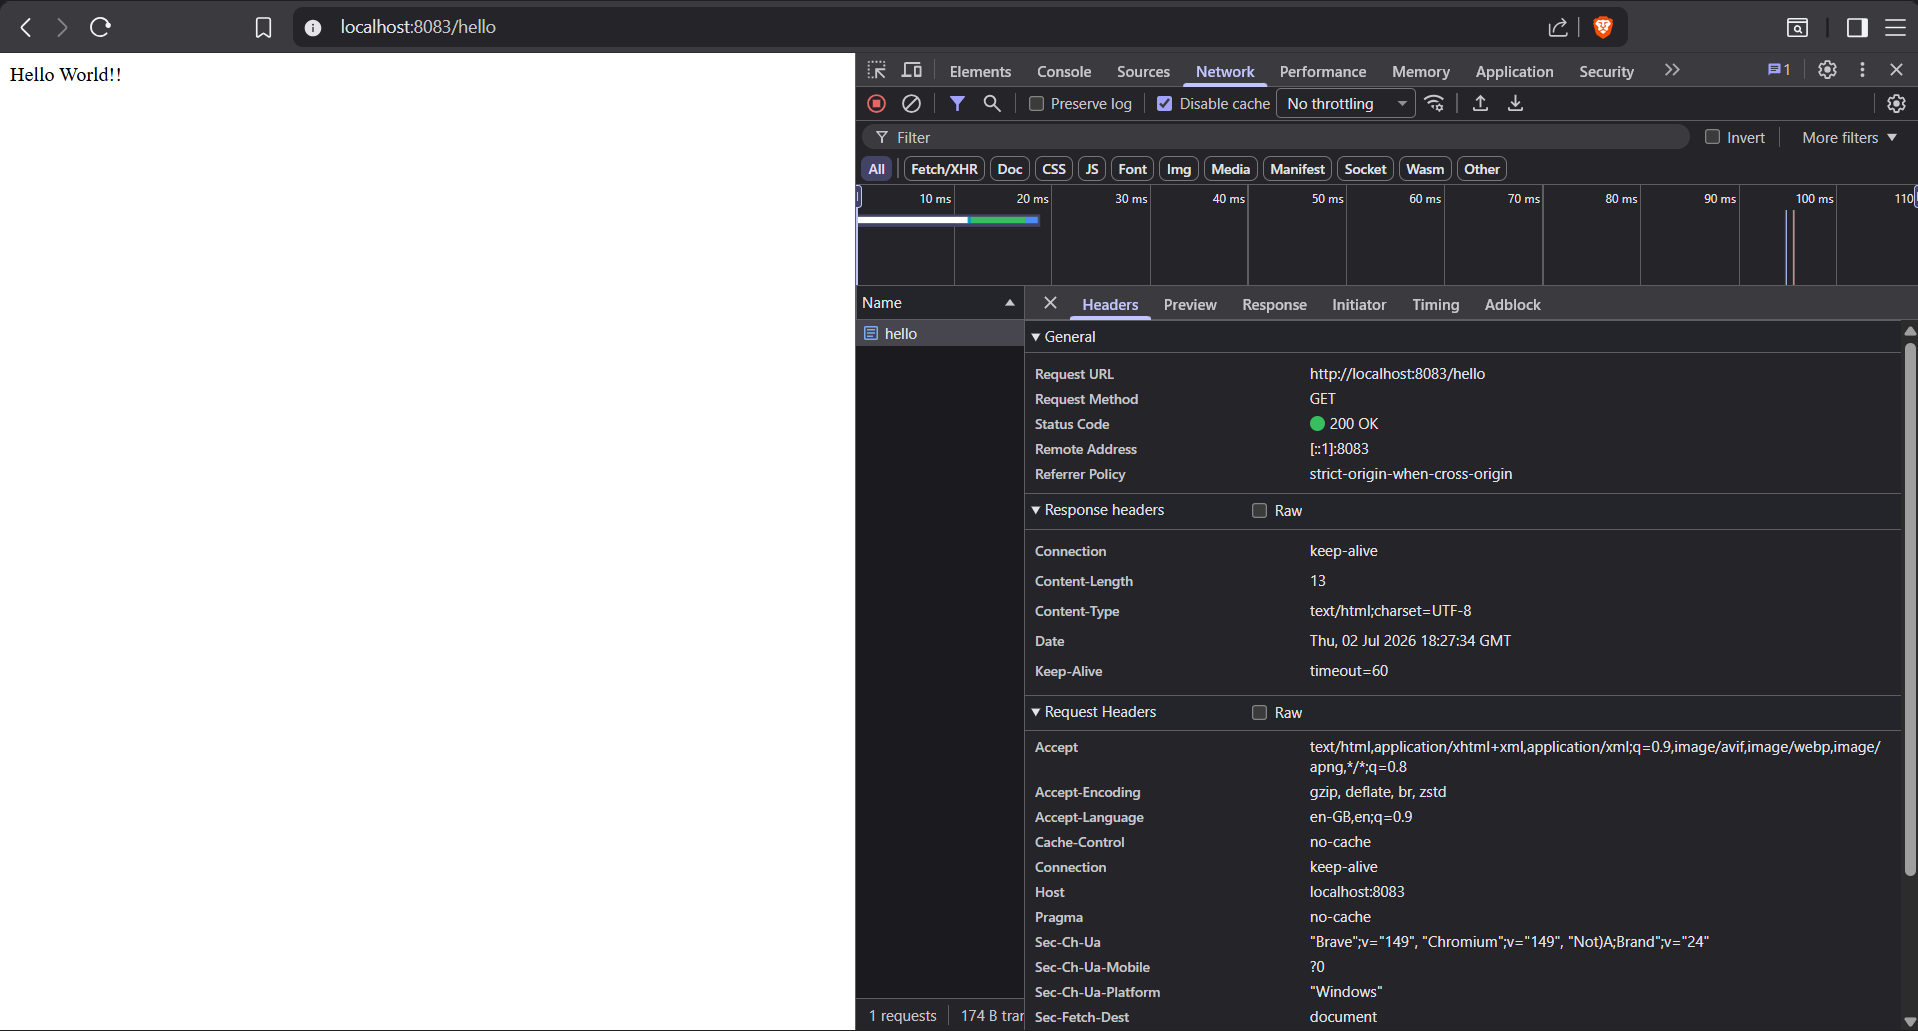 localhost:8083/hello
Hello World!!
Elements Console Sources Network Performance Memory Application Security 1
Preserve log Disable cache No throttling
Filter Invert More filters
All Fetch/XHR Doc CSS JS Font Img Media Manifest Socket Wasm Other
10 ms 20 ms 30 ms 40 ms 50 ms 60 ms 70 ms 80 ms 90 ms 100 ms 110
Name
hello
Headers Preview Response Initiator Timing Adblock
General
Request URL http://localhost:8083/hello
Request Method GET
Status Code 200 OK
Remote Address [::1]:8083
Referrer Policy strict-origin-when-cross-origin
Response headers Raw
Connection keep-alive
Content-Length 13
Content-Type text/html;charset=UTF-8
Date Thu, 02 Jul 2026 18:27:34 GMT
Keep-Alive timeout=60
Request Headers Raw
Accept text/html,application/xhtml+xml,application/xml;q=0.9,image/avif,image/webp,image/
apng,*/*;q=0.8
Accept-Encoding gzip, deflate, br, zstd
Accept-Language en-GB,en;q=0.9
Cache-Control no-cache
Connection keep-alive
Host localhost:8083
Pragma no-cache
Sec-Ch-Ua "Brave";v="149", "Chromium";v="149", "Not)A;Brand";v="24"
Sec-Ch-Ua-Mobile ?0
Sec-Ch-Ua-Platform "Windows"
Sec-Fetch-Dest document
1 requests 174 B trar